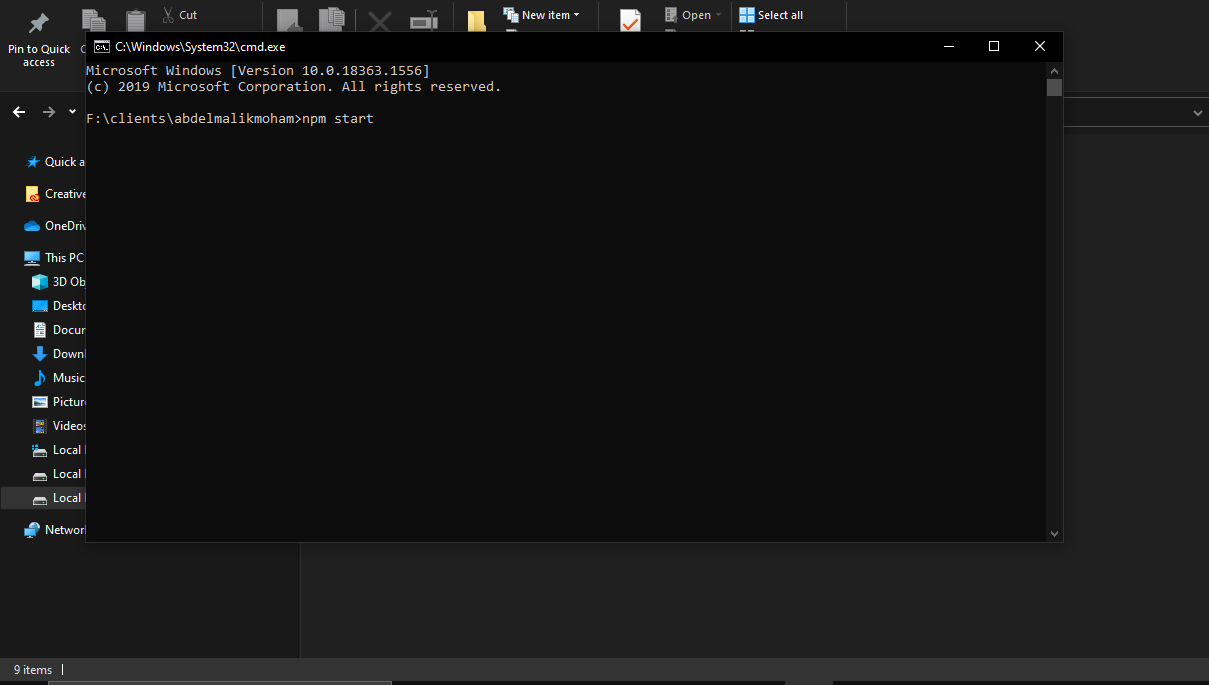 Cut
New item
Open
Select all
Pin to Quick
access
C:\Windows\System32\cmd.exe
Microsoft Windows [Version 10.0.18363.1556]
(c) 2019 Microsoft Corporation. All rights reserved.
F:\clients\abdelmalikmoham>npm start
Quick a
Creative
OneDriv
This PC
3D Obj
Deskto
Docum
Downl
Music
Picture
Videos
Local
Local
Local
Network
9 items